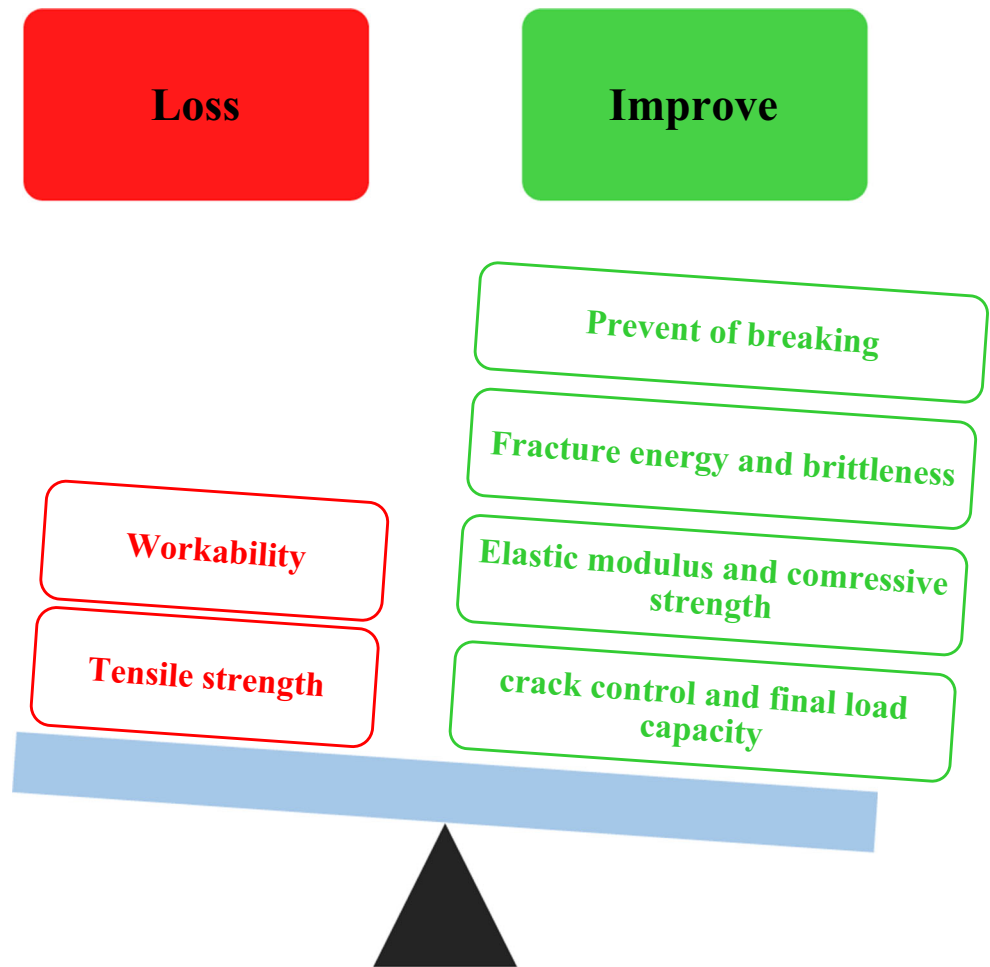 Loss
Improve
Prevent of breaking
Fracture energy and brittleness
Workability
Elastic modulus and comressive
strength
Tensile strength
crack control and final load
capacity